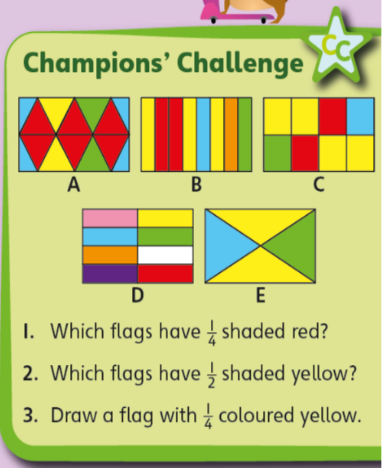 Champions' Challenge CC
A B C
D E
1. Which flags have 1/4 shaded red?
2. Which flags have 1/2 shaded yellow?
3. Draw a flag with 1/4 coloured yellow.